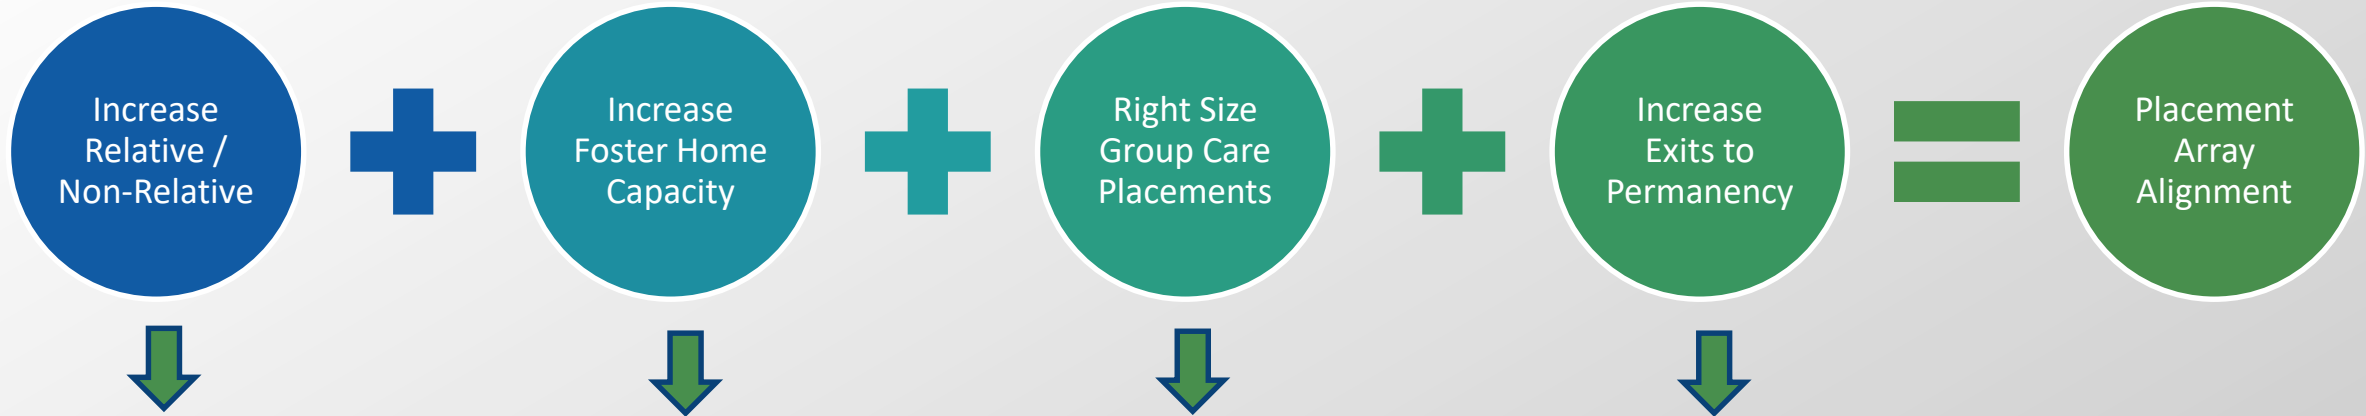 Increase
Relative /
Non-Relative
Increase
Foster Home
Capacity
Right Size
Group Care
Placements
Increase
Exits to
Permanency
Placement
Array
Alignment